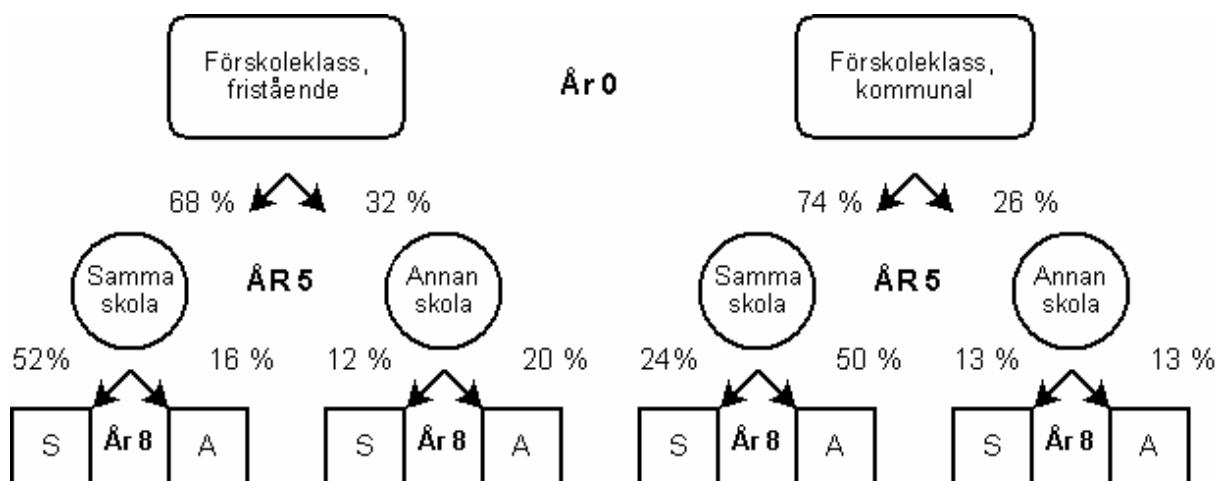 Förskoleklass,
fristående
År 0
Förskoleklass,
kommunal
68 %
32 %
74 %
26 %
Samma
skola
ÅR 5
Annan
skola
Samma
skola
ÅR 5
Annan
skola
52%
16 %
12 %
20 %
24%
50 %
13 %
13 %
S
År 8
A
S
År 8
A
S
År 8
A
S
År 8
A